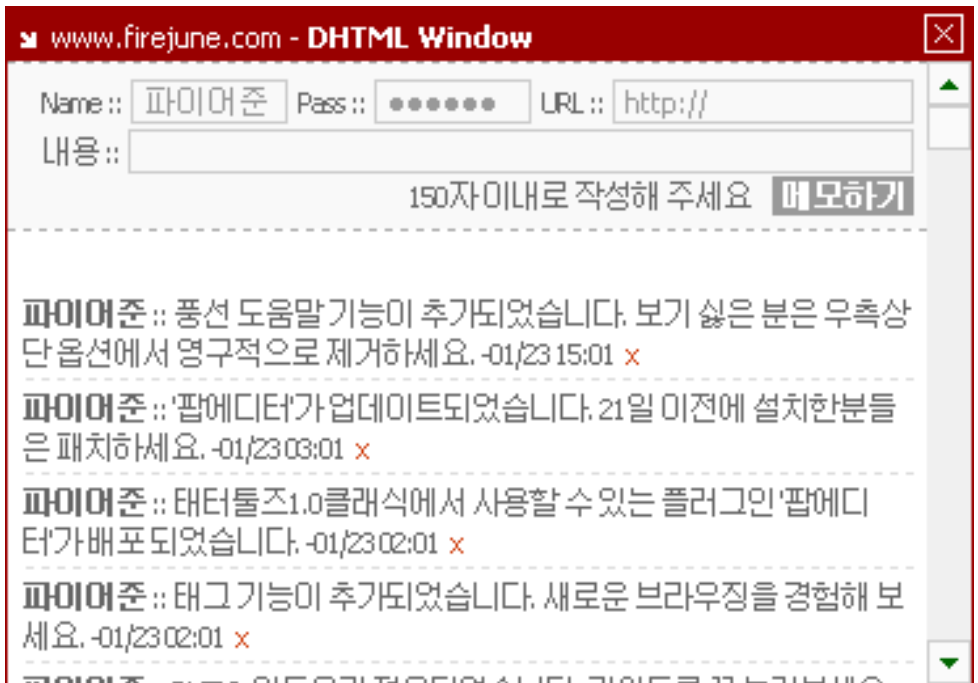 www.firejune.com - DHTML Window
Name :: 파이어준 Pass :: ●●●●●● URL :: http://
내용 ::
150자 이내로 작성해 주세요 메모하기
파이어준 :: 풍선 도움말 기능이 추가되었습니다. 보기 싫은 분은 우측상
단 옵션에서 영구적으로 제거하세요. -01/23 15:01 x
파이어준 :: '팝에디터'가 업데이트되었습니다. 21일 이전에 설치한분들
은 패치하세요. -01/23 03:01 x
파이어준 :: 태터툴즈1.0클래식에서 사용할 수 있는 플러그인 '팝에디
터'가 배포 되었습니다. -01/23 02:01 x
파이어준 :: 태그 기능이 추가되었습니다. 새로운 브라우징을 경험해 보
세요. -01/23 02:01 x